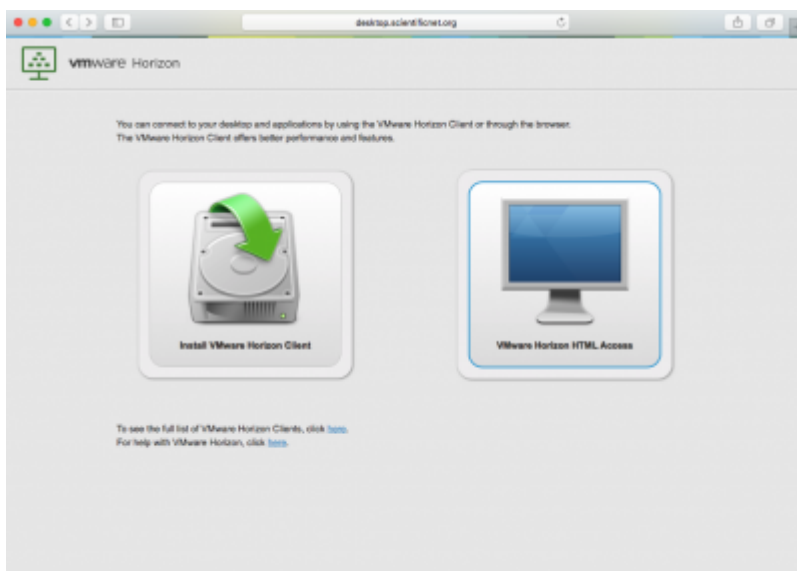 desktop.scientificnet.org
vmware Horizon
You can connect to your desktop and applications by using the VMware Horizon Client or through the browser.
The VMware Horizon Client offers better performance and features.
Install VMware Horizon Client
VMware Horizon HTML Access
To see the full list of VMware Horizon Clients, click here.
For help with VMware Horizon, click here.